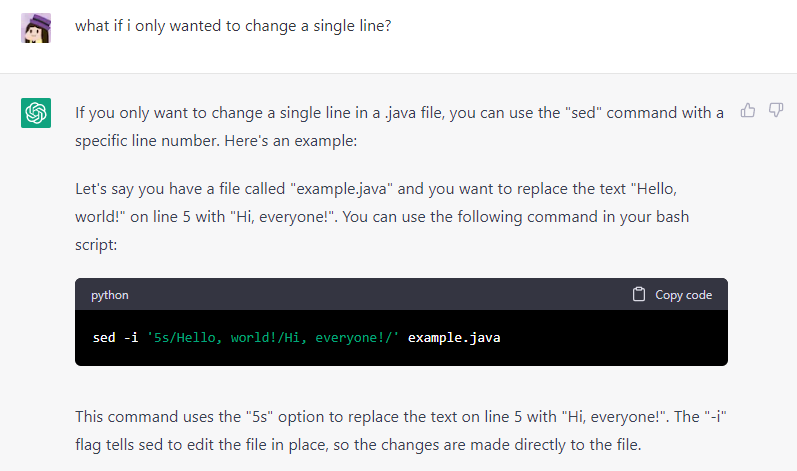 what if i only wanted to change a single line?
If you only want to change a single line in a .java file, you can use the "sed" command with a
specific line number. Here's an example:
Let's say you have a file called "example.java" and you want to replace the text "Hello,
world!" on line 5 with "Hi, everyone!". You can use the following command in your bash
script:
python Copy code
sed -i '5s/Hello, world!/Hi, everyone!/' example.java
This command uses the "5s" option to replace the text on line 5 with "Hi, everyone!". The "-i"
flag tells sed to edit the file in place, so the changes are made directly to the file.